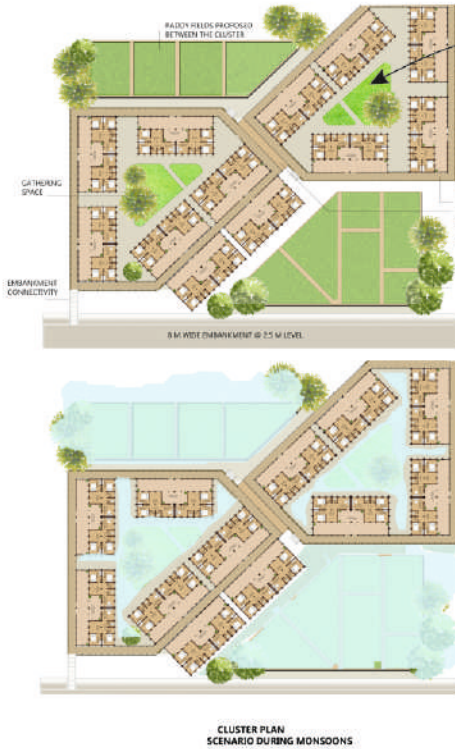 PADDY FIELDS PROPOSED
BETWEEN THE CLUSTER
GATHERING
SPACE
EMBANKMENT
CONNECTIVITY
8 M WIDE EMBANKMENT @ 2.5 M LEVEL
CLUSTER PLAN
SCENARIO DURING MONSOONS